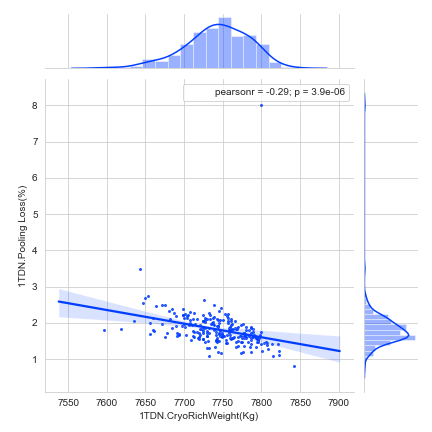 pearsonr = -0.29; p = 3.9e-06
8
7
6
5
4
3
2
1
1TDN.Pooling Loss(%)
7550 7600 7650 7700 7750 7800 7850 7900
1TDN.CryoRichWeight(Kg)